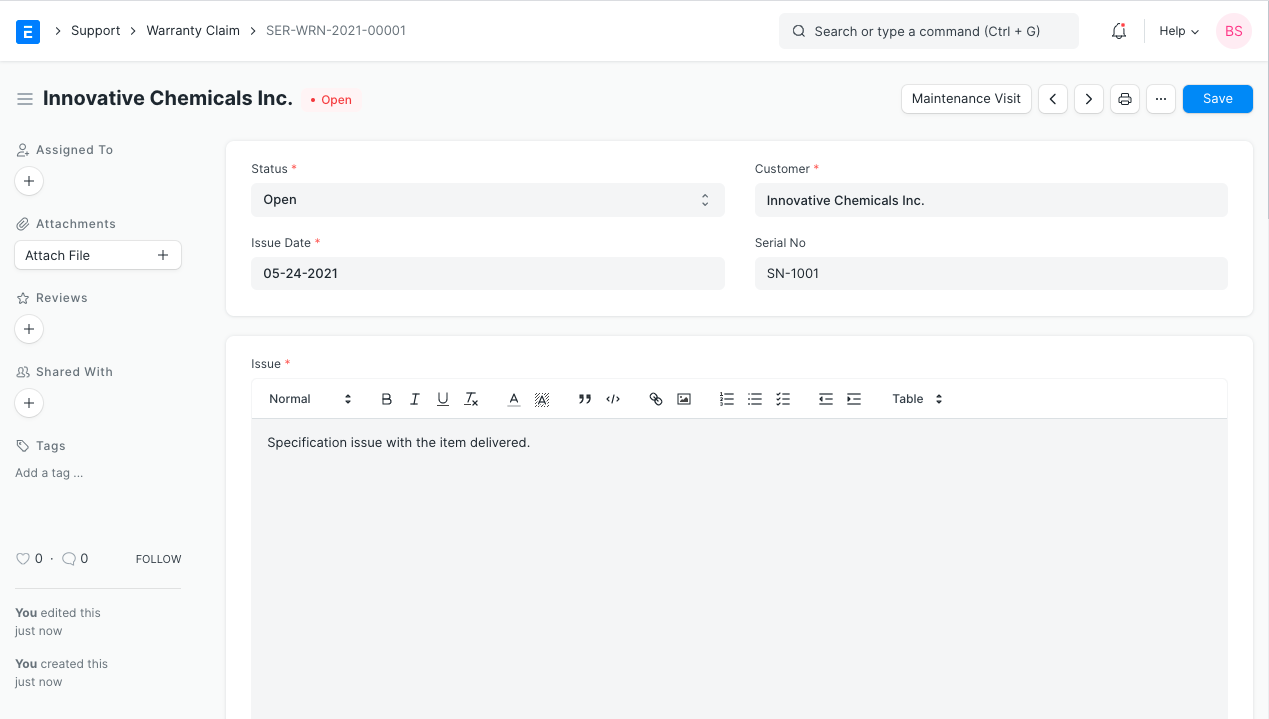 E Support Warranty Claim SER-WRN-2021-00001 Search or type a command (Ctrl + G) Help BS
Innovative Chemicals Inc. Open Maintenance Visit ... Save
Assigned To
Attachments
Attach File
Reviews
Shared With
Tags
Add a tag ...
0 · 0 FOLLOW
You edited this
just now
You created this
just now
Status * Customer *
Open Innovative Chemicals Inc.
Issue Date * Serial No
05-24-2021 SN-1001
Issue *
Normal B I U Tx A A Table
Specification issue with the item delivered.